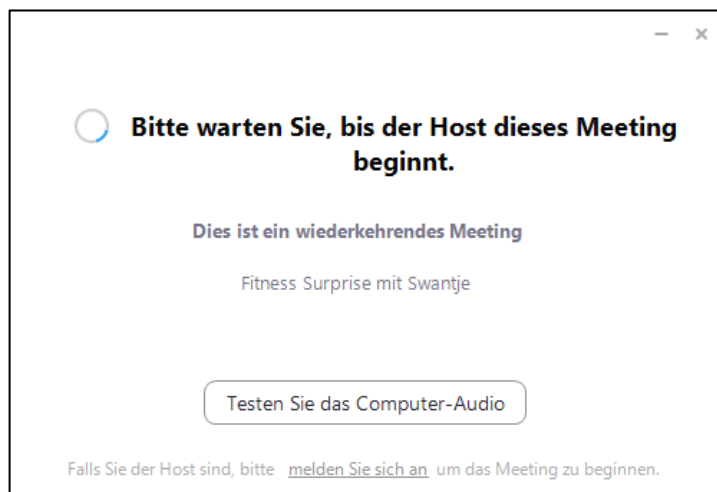 Bitte warten Sie, bis der Host dieses Meeting
beginnt.
Dies ist ein wiederkehrendes Meeting
Fitness Surprise mit Swantje
Testen Sie das Computer-Audio
Falls Sie der Host sind, bitte melden Sie sich an um das Meeting zu beginnen.